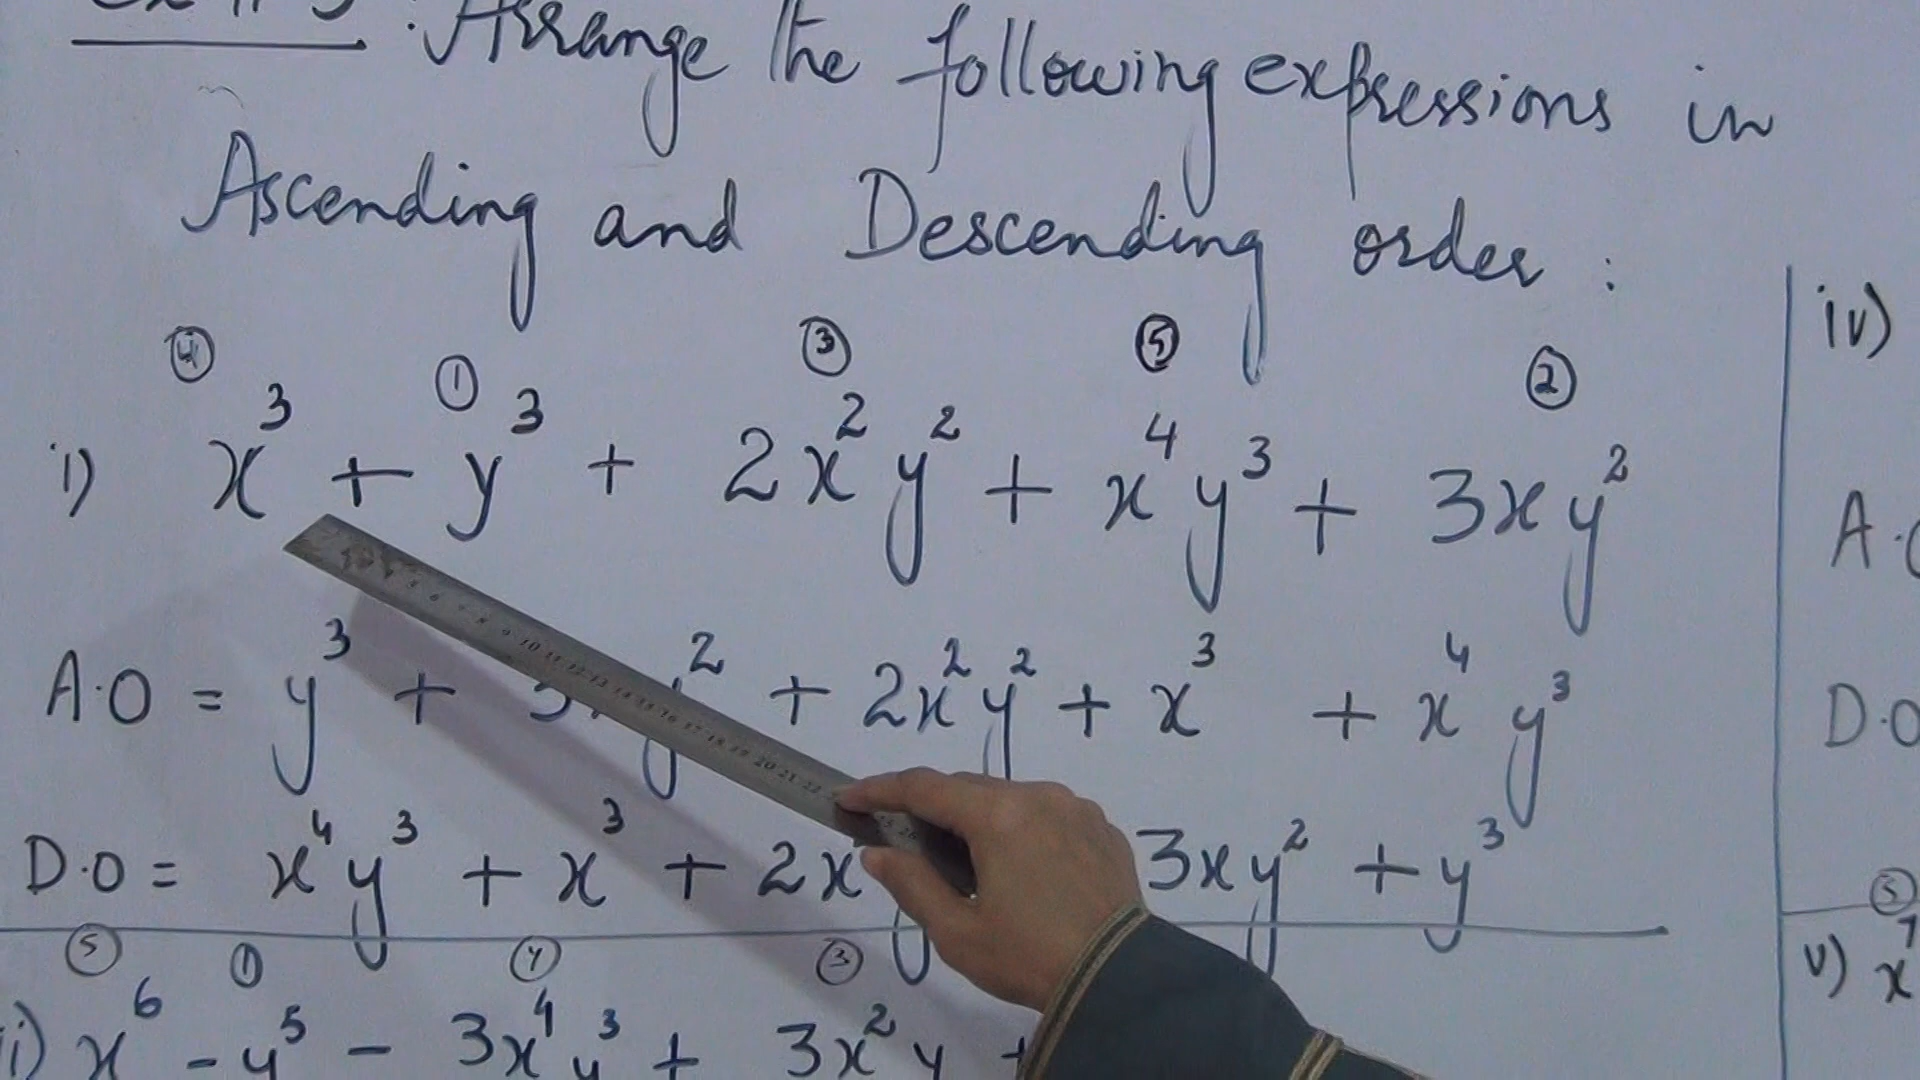 : Arrange the following expressions in
Ascending and Descending order :
④ ① ③ ⑤ ②
i) x³ + y³ + 2x²y² + x⁴y³ + 3xy²
A.O = y³ + y² + 2x²y² + x³ + x⁴y³
D.O = x⁴y³ + x³ + 2x 3xy² + y³
⑤ ① ④ ③
ii) x⁶ - y⁵ - 3x⁴y³ + 3x²y +
iv)
A.
D.O
⑤
v) x⁷